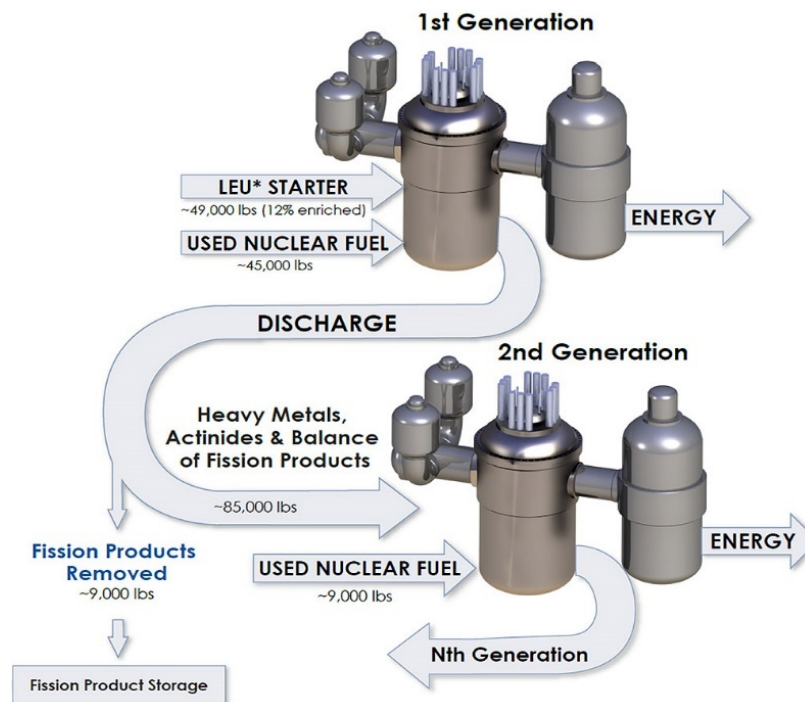 1st Generation
LEU* STARTER
~49,000 lbs (12% enriched)
USED NUCLEAR FUEL
~45,000 lbs
ENERGY
DISCHARGE
2nd Generation
Heavy Metals,
Actinides & Balance
of Fission Products
~85,000 lbs
Fission Products
Removed
~9,000 lbs
USED NUCLEAR FUEL
~9,000 lbs
ENERGY
Nth Generation
Fission Product Storage